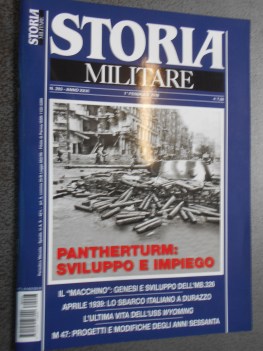 STORIA
MILITARE
STORIA
MILITARE
PANTHERTURM:
SVILUPPO E IMPIEGO
IL "MACCHINO": GENESI E SVILUPPO DELL'MB.326
APRILE 1939: LO SBARCO ITALIANO A DURAZZO
L'ULTIMA VITA DELL'USS WYOMING
M 47: PROGETTI E MODIFICHE DEGLI ANNI SESSANTA